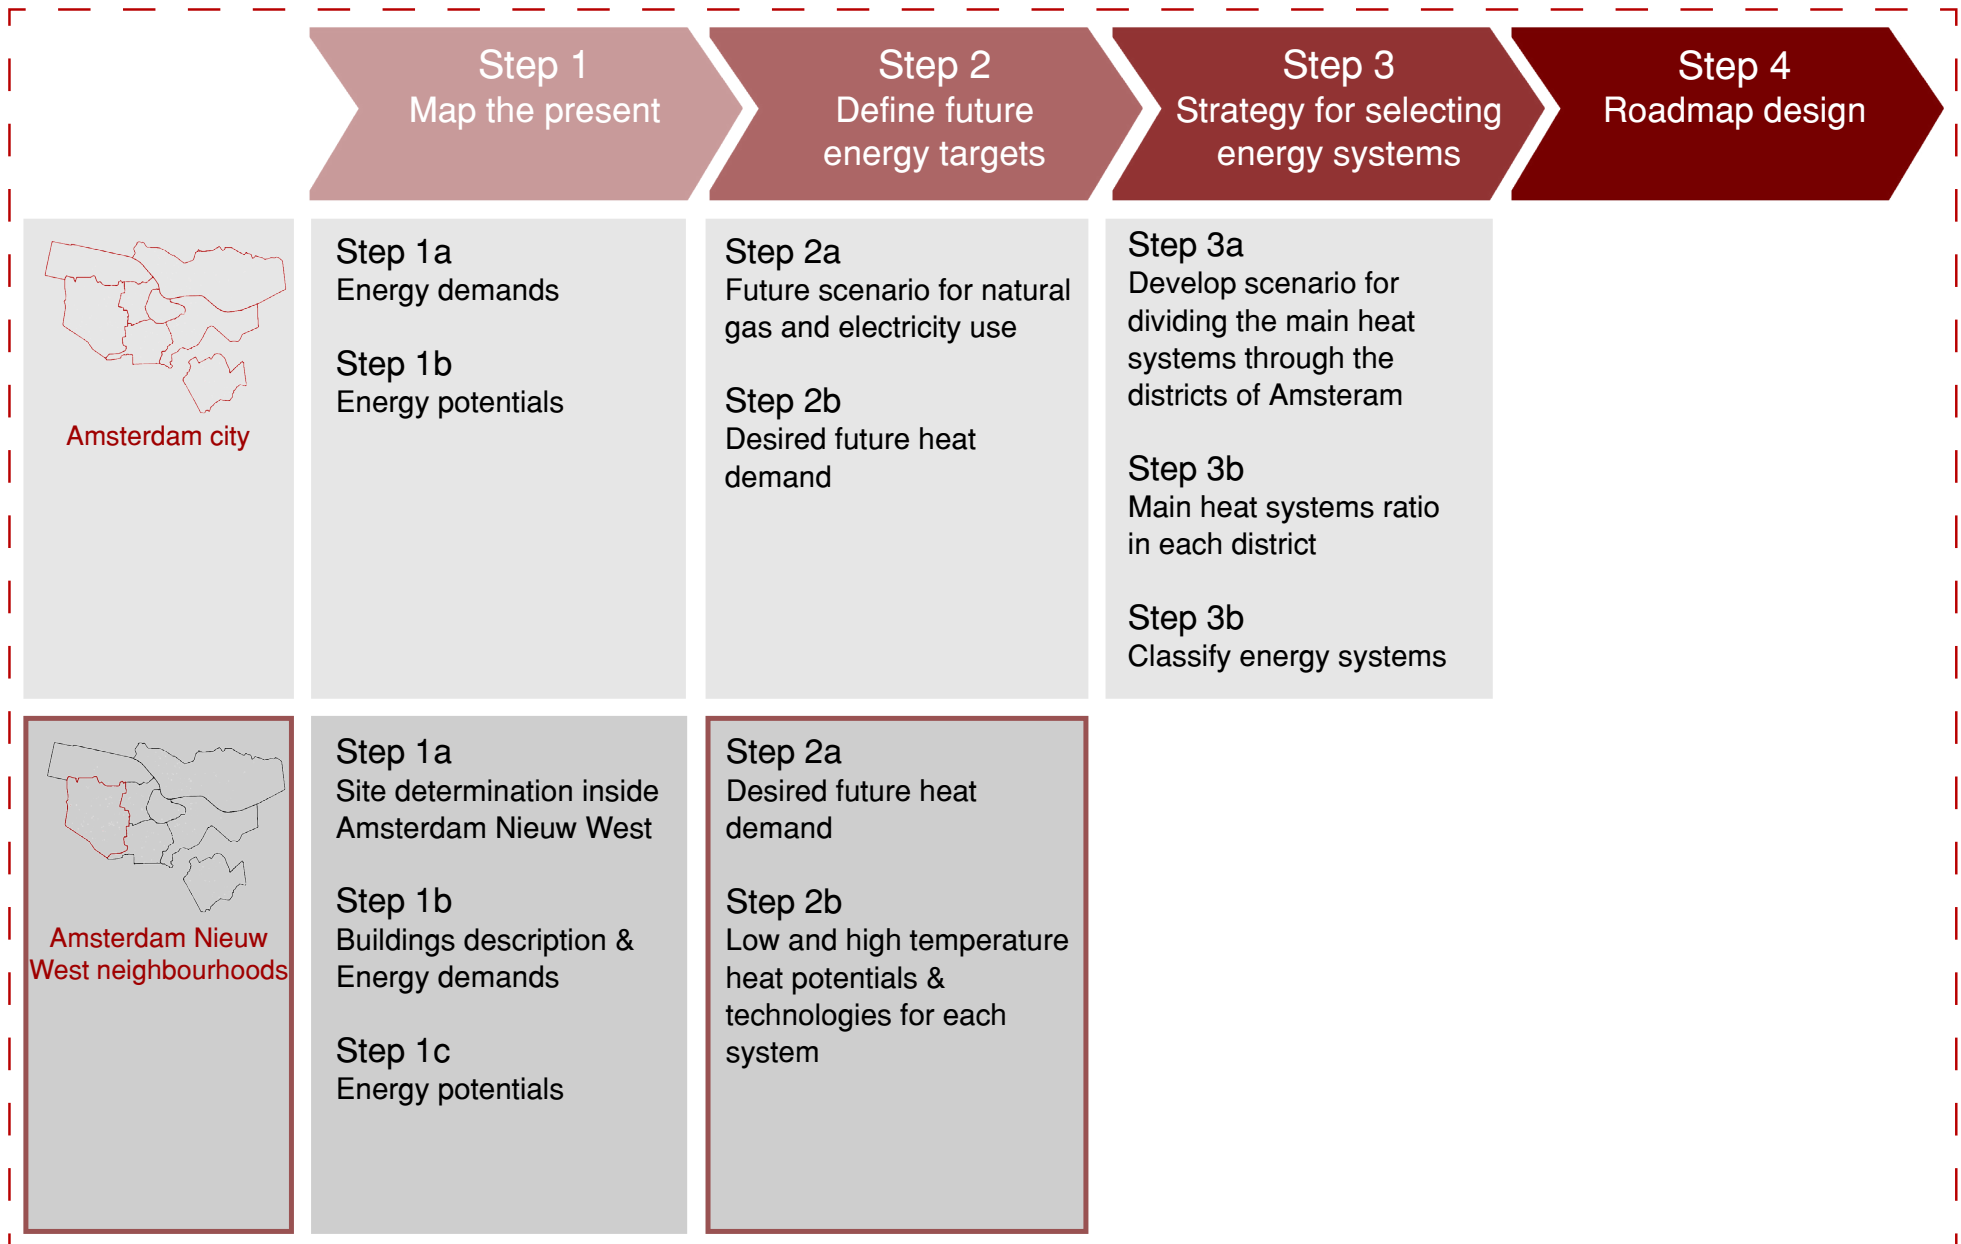 Step 1
Map the present
Step 2
Define future
energy targets
Step 3
Strategy for selecting
energy systems
Step 4
Roadmap design
Amsterdam city
Step 1a
Energy demands
Step 1b
Energy potentials
Step 2a
Future scenario for natural
gas and electricity use
Step 2b
Desired future heat
demand
Step 3a
Develop scenario for
dividing the main heat
systems through the
districts of Amsteram
Step 3b
Main heat systems ratio
in each district
Step 3b
Classify energy systems
Amsterdam Nieuw
West neighbourhoods
Step 1a
Site determination inside
Amsterdam Nieuw West
Step 1b
Buildings description &
Energy demands
Step 1c
Energy potentials
Step 2a
Desired future heat
demand
Step 2b
Low and high temperature
heat potentials &
technologies for each
system